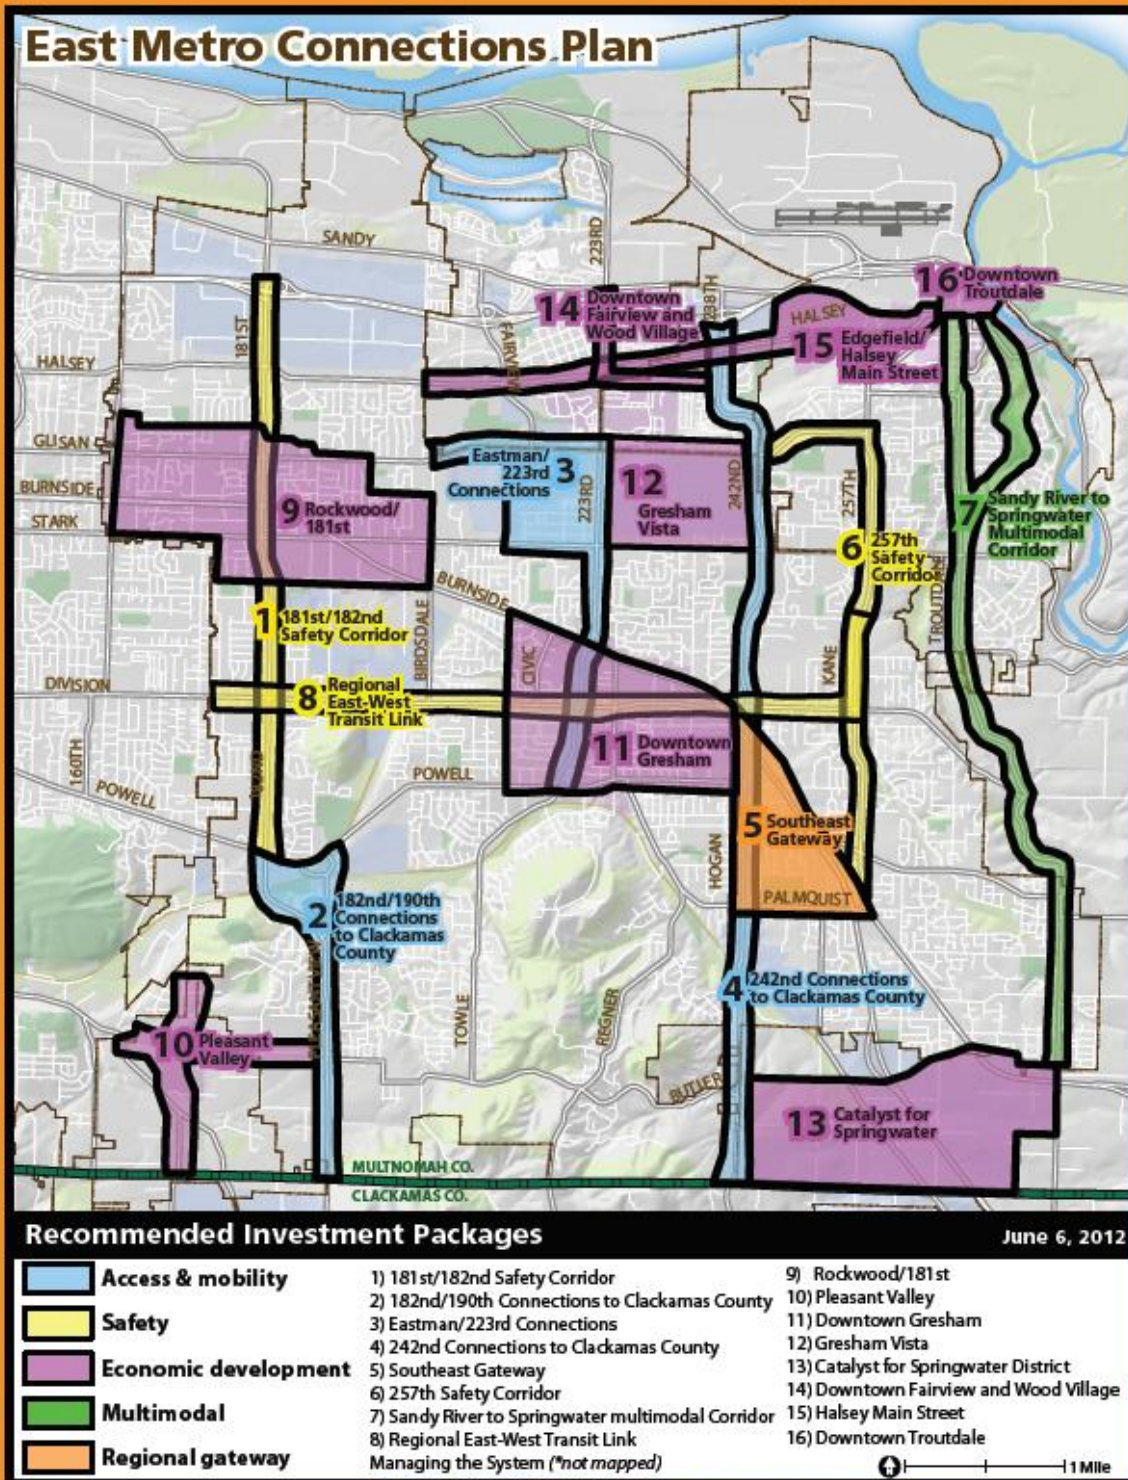 East Metro Connections Plan
SANDY
223RD
238TH
181ST
FAIRVIEW
16 Downtown
Troutdale
14 Downtown
Fairview and
Wood Village
HALSEY
15 Edgefield/
Halsey
Main Street
HALSEY
GLISAN
BURNSIDE
STARK
Eastman/
223rd
Connections
3
223RD
12
Gresham
Vista
242ND
257TH
9 Rockwood/
181st
7 Sandy River to
Springwater
Multimodal
Corridor
6 257th
Safety
Corridor
BURNSIDE
BIRDSDALE
CIVIC
KANE
1 181st/182nd
Safety Corridor
DIVISION
8 Regional
East-West
Transit Link
11 Downtown
Gresham
160TH
POWELL
POWELL
5 Southeast
Gateway
HOGAN
PALMQUIST
2 182nd/190th
Connections
to Clackamas
County
4 242nd Connections
to Clackamas County
TOWLE
REGNER
BUTLER
10 Pleasant
Valley
13 Catalyst for
Springwater
MULTNOMAH CO.
CLACKAMAS CO.
Recommended Investment Packages
June 6, 2012
Access & mobility
Safety
Economic development
Multimodal
Regional gateway
1) 181st/182nd Safety Corridor
2) 182nd/190th Connections to Clackamas County
3) Eastman/223rd Connections
4) 242nd Connections to Clackamas County
5) Southeast Gateway
6) 257th Safety Corridor
7) Sandy River to Springwater multimodal Corridor
8) Regional East-West Transit Link
Managing the System (*not mapped)
9) Rockwood/181st
10) Pleasant Valley
11) Downtown Gresham
12) Gresham Vista
13) Catalyst for Springwater District
14) Downtown Fairview and Wood Village
15) Halsey Main Street
16) Downtown Troutdale
1 Mile